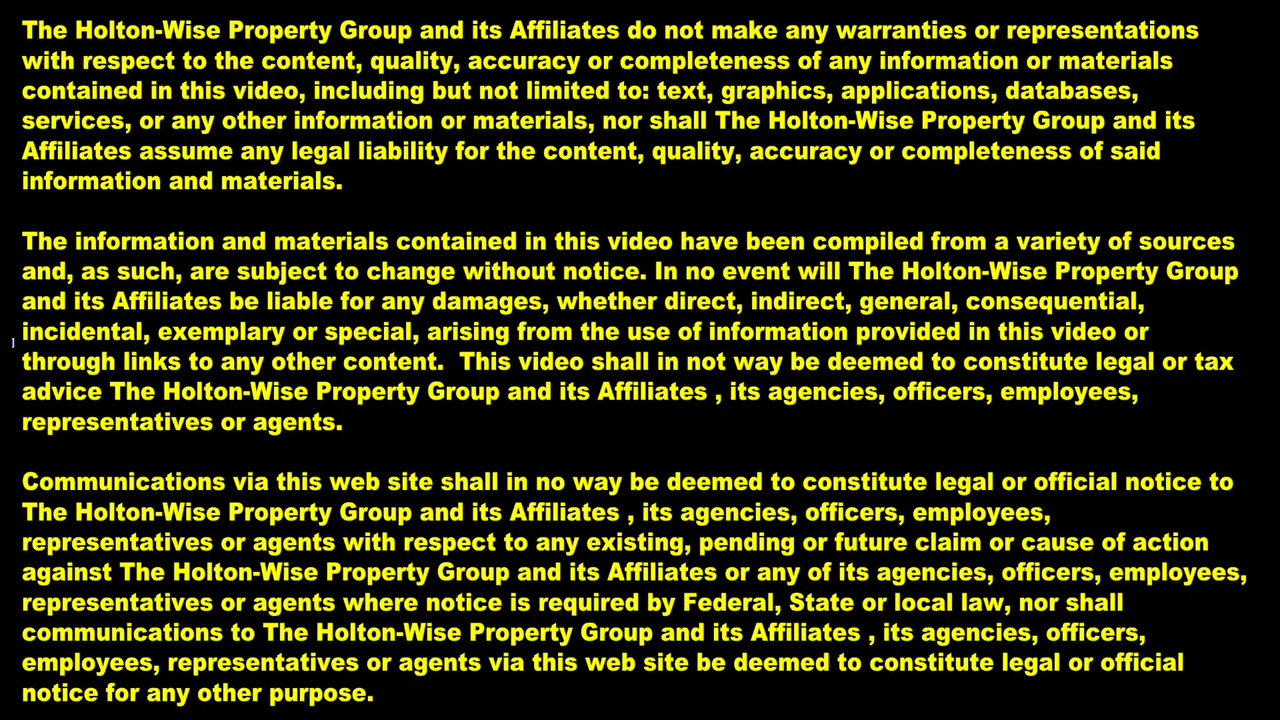 The Holton-Wise Property Group and its Affiliates do not make any warranties or representations
with respect to the content, quality, accuracy or completeness of any information or materials
contained in this video, including but not limited to: text, graphics, applications, databases,
services, or any other information or materials, nor shall The Holton-Wise Property Group and its
Affiliates assume any legal liability for the content, quality, accuracy or completeness of said
information and materials.
The information and materials contained in this video have been compiled from a variety of sources
and, as such, are subject to change without notice. In no event will The Holton-Wise Property Group
and its Affiliates be liable for any damages, whether direct, indirect, general, consequential,
incidental, exemplary or special, arising from the use of information provided in this video or
through links to any other content.  This video shall in not way be deemed to constitute legal or tax
advice The Holton-Wise Property Group and its Affiliates , its agencies, officers, employees,
representatives or agents.
Communications via this web site shall in no way be deemed to constitute legal or official notice to
The Holton-Wise Property Group and its Affiliates , its agencies, officers, employees,
representatives or agents with respect to any existing, pending or future claim or cause of action
against The Holton-Wise Property Group and its Affiliates or any of its agencies, officers, employees,
representatives or agents where notice is required by Federal, State or local law, nor shall
communications to The Holton-Wise Property Group and its Affiliates , its agencies, officers,
employees, representatives or agents via this web site be deemed to constitute legal or official
notice for any other purpose.